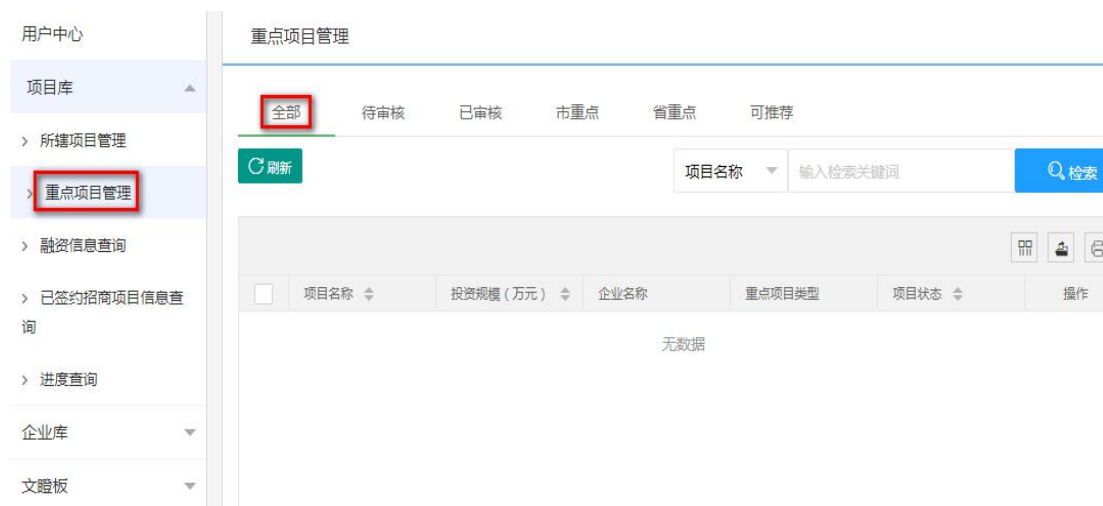 用户中心
项目库
所辖项目管理
重点项目管理
融资信息查询
已签约招商项目信息查
询
进度查询
企业库
文瞪板
重点项目管理
全部 待审核 已审核 市重点 省重点 可推荐
刷新 项目名称 输入检索关键词 检索
项目名称 投资规模(万元) 企业名称 重点项目类型 项目状态 操作
无数据